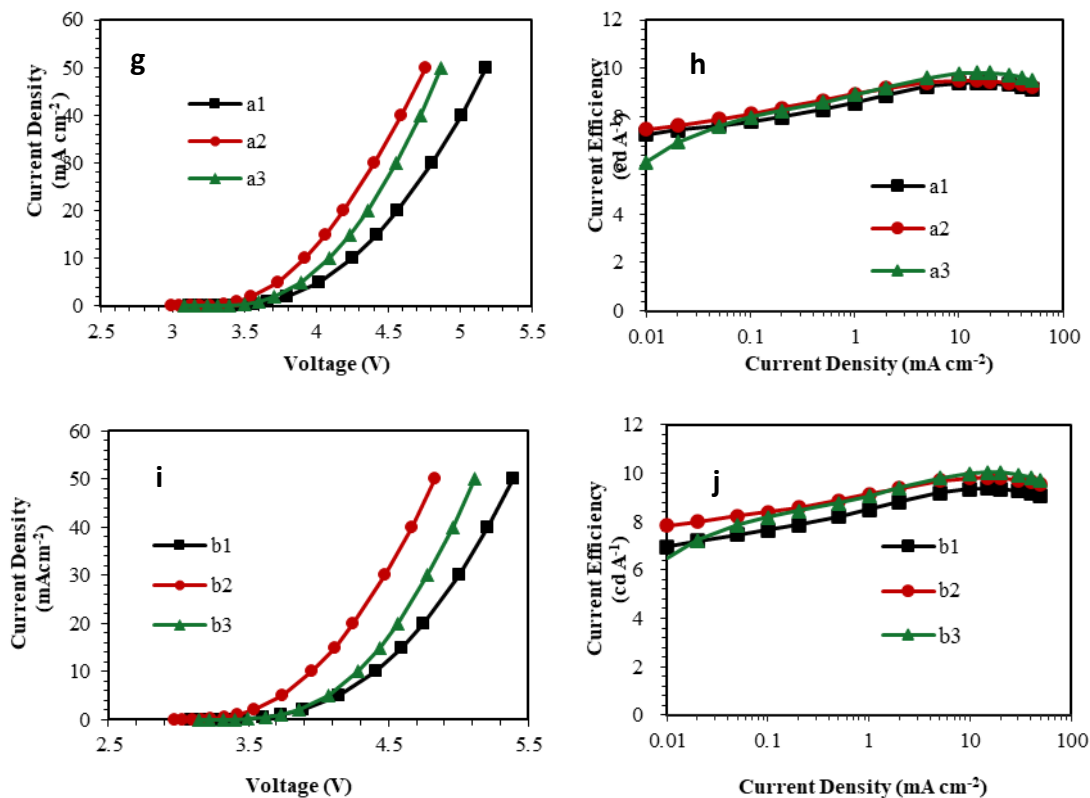 g
Current Density
(mA cm-2)
60
50
40
30
20
10
0
a1
a2
a3
2.5 3 3.5 4 4.5 5 5.5
Voltage (V)
h
Current Efficiency
(cd A-1)
12
10
8
6
4
2
0
a1
a2
a3
0.01 0.1 1 10 100
Current Density (mA cm-2)
i
Current Density
(mAcm-2)
60
50
40
30
20
10
0
b1
b2
b3
2.5 3.5 4.5 5.5
Voltage (V)
j
Current Efficiency
(cd A-1)
12
10
8
6
4
2
0
b1
b2
b3
0.01 0.1 1 10 100
Current Density (mA cm-2)